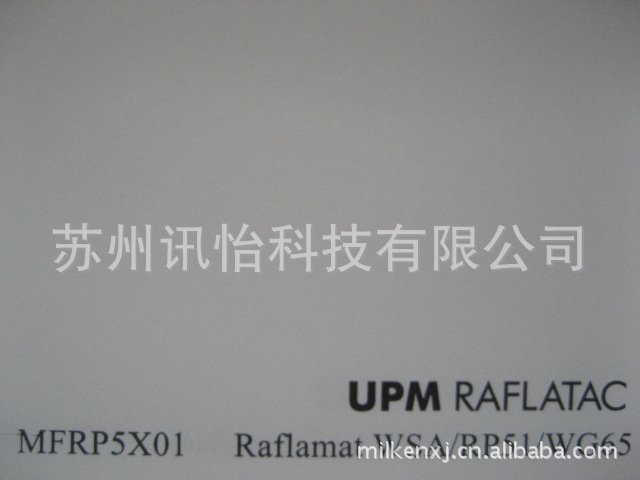 苏州讯怡科技有限公司
UPM RAFLATAC
MFRP5X01 Raflamat WSA/RP51/WG65
milkenxj.cn.alibaba.com